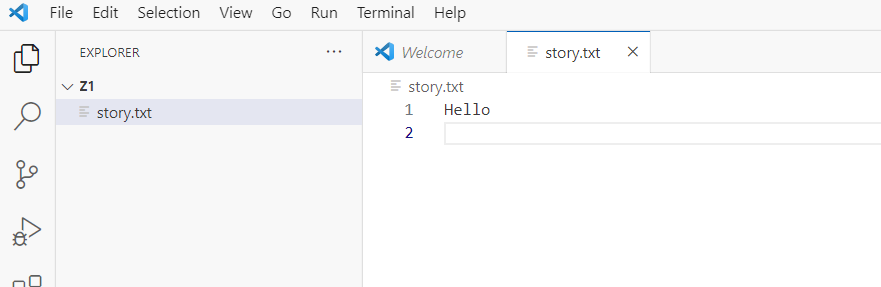 File Edit Selection View Go Run Terminal Help
EXPLORER ···
Z1
story.txt
Welcome
story.txt
story.txt
1 Hello
2